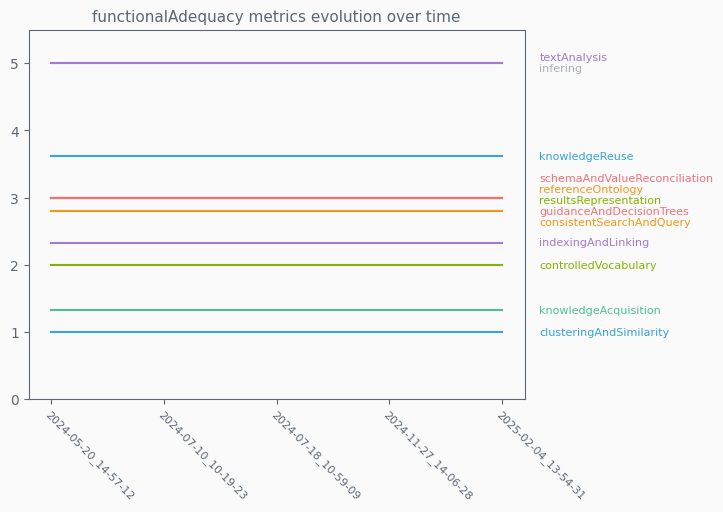 functionalAdequacy metrics evolution over time
5
4
3
2
1
0
textAnalysis
infering
knowledgeReuse
schemaAndValueReconciliation
referenceOntology
resultsRepresentation
guidanceAndDecisionTrees
consistentSearchAndQuery
indexingAndLinking
controlledVocabulary
knowledgeAcquisition
clusteringAndSimilarity
2024-05-20_14-57-12
2024-07-10_10-19-23
2024-07-18_10-59-09
2024-11-27_14-06-28
2025-02-04_13-54-31